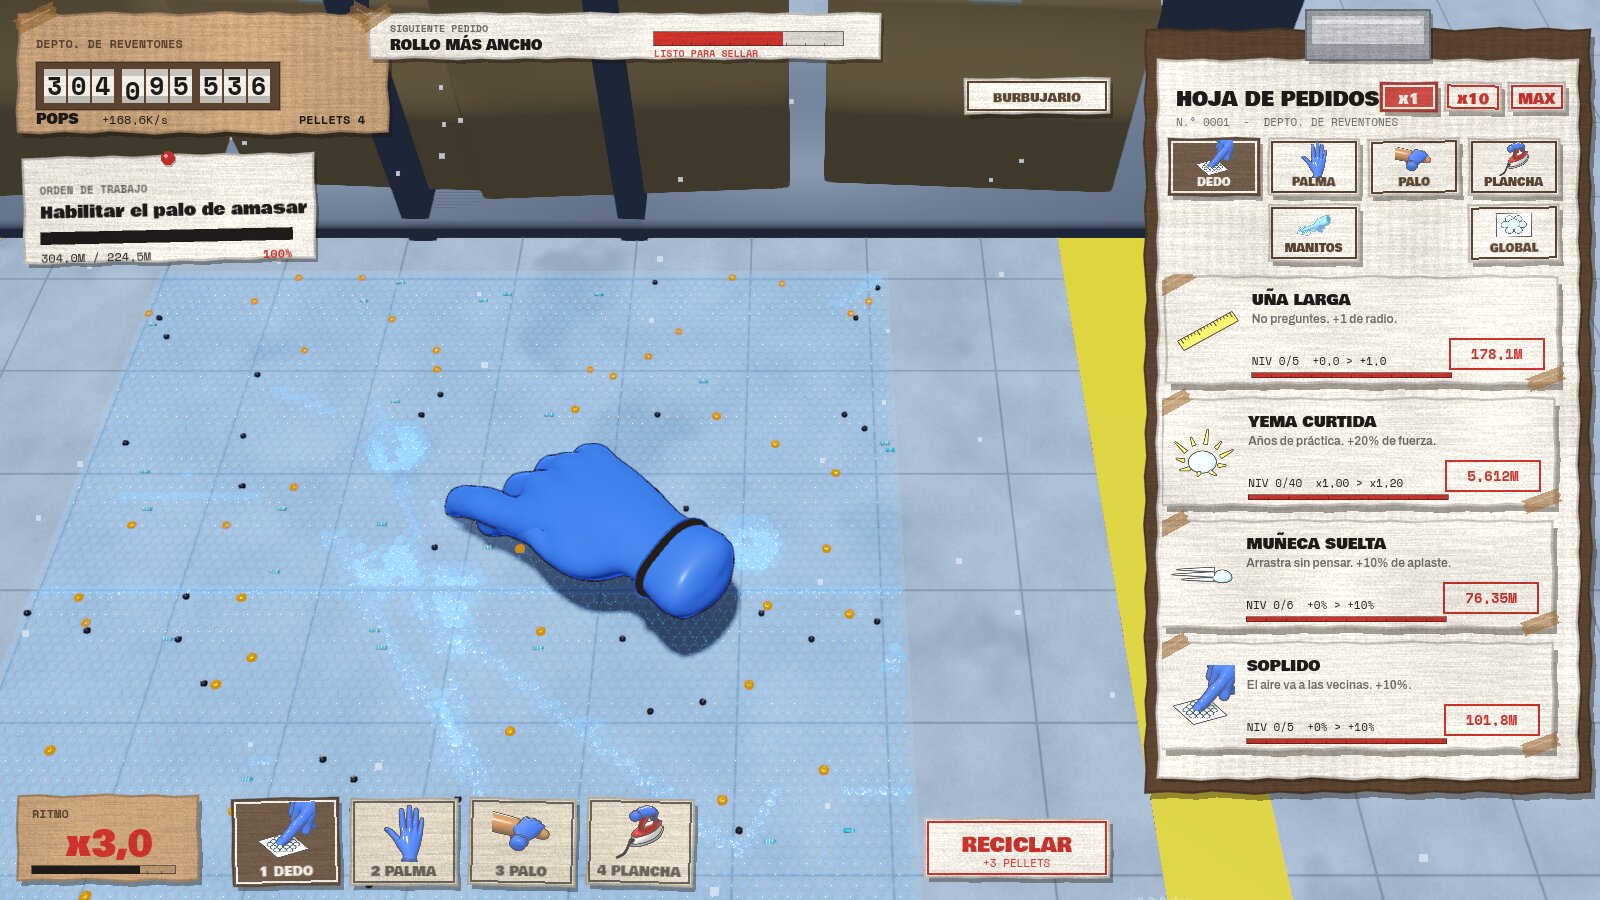 DEPTO. DE REVENTONES
304 095 536
POPS +168,6K/s PELLETS 4
SIGUIENTE PEDIDO
ROLLO MÁS ANCHO
LISTO PARA SELLAR
BURBUJARIO
ORDEN DE TRABAJO
Habilitar el palo de amasar
304,0M / 224,5M 100%
HOJA DE PEDIDOS x1 x10 MAX
N.° 0001 - DEPTO. DE REVENTONES
DEDO PALMA PALO PLANCHA
MANITOS GLOBAL
UÑA LARGA
No preguntes. +1 de radio.
NIV 0/5 +0,0 > +1,0 178,1M
YEMA CURTIDA
Años de práctica. +20% de fuerza.
NIV 0/40 x1,00 > x1,20 5,612M
MUÑECA SUELTA
Arrastra sin pensar. +10% de aplaste.
NIV 0/6 +0% > +10% 76,35M
SOPLIDO
El aire va a las vecinas. +10%.
NIV 0/5 +0% > +10% 101,8M
RITMO
x3,0
1 DEDO 2 PALMA 3 PALO 4 PLANCHA
RECICLAR
+3 PELLETS